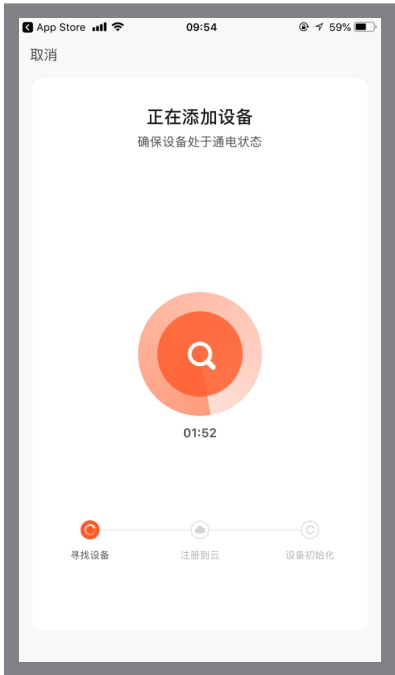 App Store 09:54 59%
取消
正在添加设备
确保设备处于通电状态
01:52
寻找设备 注册到云 设备初始化